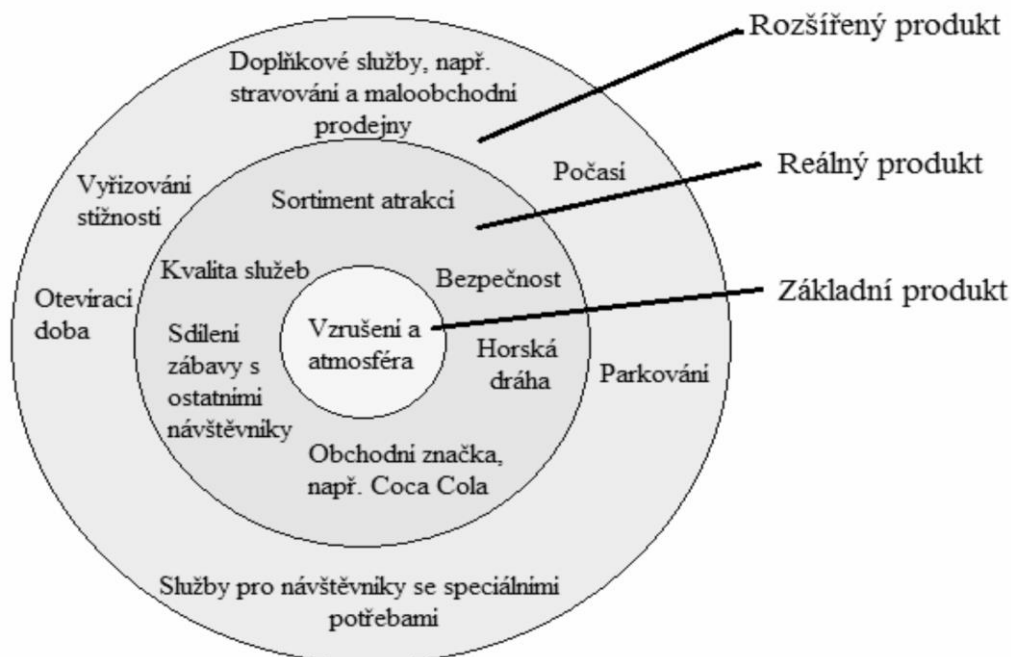 Rozšířený produkt
Doplňkové služby, např.
stravování a maloobchodní
prodejny
Reálný produkt
Počasí
Vyřizování
stížností
Sortiment atrakcí
Kvalita služeb
Bezpečnost
Základní produkt
Otevírací
doba
Vzrušení a
atmosféra
Sdílení
zábavy s
ostatními
návštěvníky
Horská
dráha
Parkování
Obchodní značka,
např. Coca Cola
Služby pro návštěvníky se speciálními
potřebami